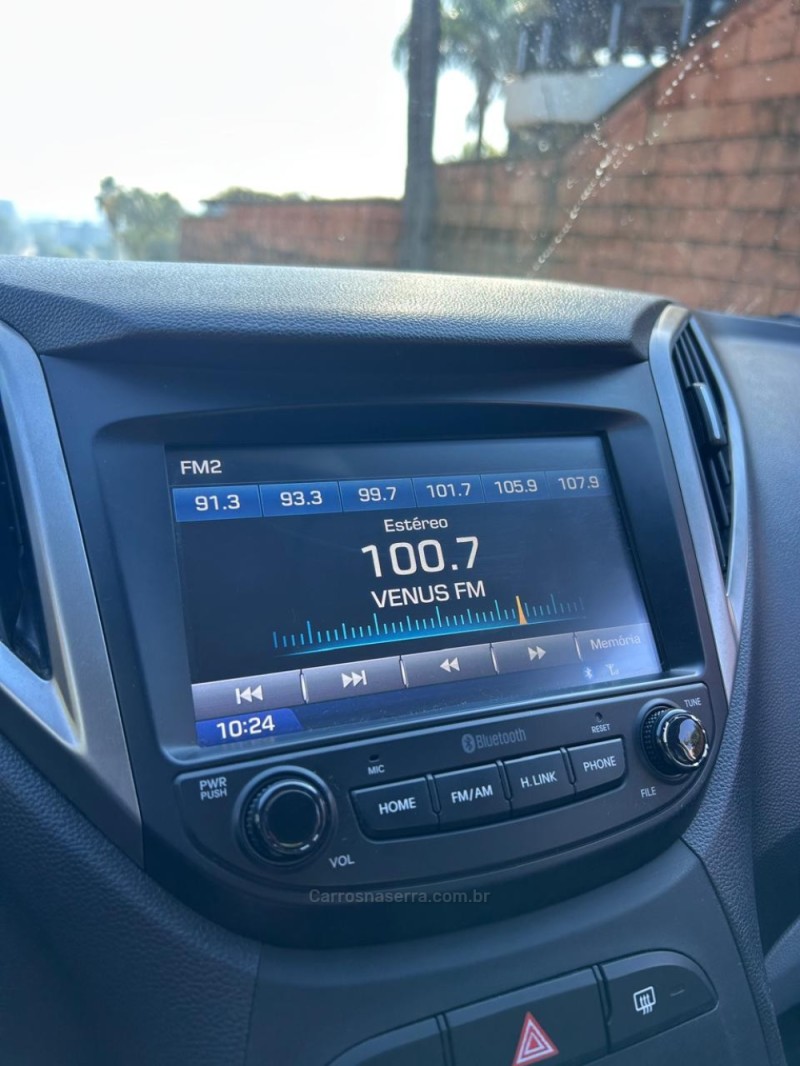 FM2
91.3 93.3 99.7 101.7 105.9 107.9
Estéreo
100.7
VENUS FM
Memória
10:24
Bluetooth
RESET
TUNE
MIC
PWR
PUSH
HOME FM/AM H.LINK PHONE
FILE
VOL
Carrosnaserra.com.br